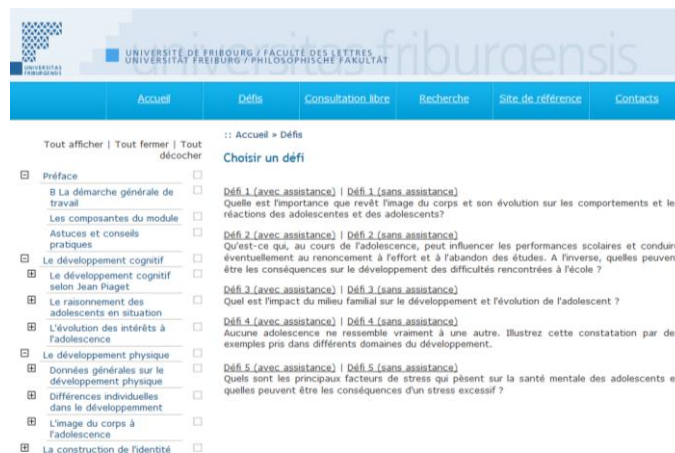 universitas friburgensis
UNIVERSITAS
FRIBURGENSIS
UNIVERSITÉ DE FRIBOURG / FACULTÉ DES LETTRES
UNIVERSITÄT FREIBURG / PHILOSOPHISCHE FAKULTÄT
Accueil Défis Consultation libre Recherche Site de référence Contacts
Tout afficher | Tout fermer | Tout
décocher
Préface
B La démarche générale de
travail
Les composantes du module
Astuces et conseils
pratiques
Le développement cognitif
Le développement cognitif
selon Jean Piaget
Le raisonnement des
adolescents en situation
L'évolution des intérêts à
l'adolescence
Le développement physique
Données générales sur le
développement physique
Différences individuelles
dans le développemment
L'image du corps à
l'adolescence
La construction de l'identité
:: Accueil » Défis
Choisir un défi
Défi 1 (avec assistance) | Défi 1 (sans assistance)
Quelle est l'importance que revêt l'image du corps et son évolution sur les comportements et le
réactions des adolescentes et des adolescents?
Défi 2 (avec assistance) | Défi 2 (sans assistance)
Qu'est-ce qui, au cours de l'adolescence, peut influencer les performances scolaires et conduir
éventuellement au renoncement à l'effort et à l'abandon des études. A l'inverse, quelles peuven
être les conséquences sur le développement des difficultés rencontrées à l'école ?
Défi 3 (avec assistance) | Défi 3 (sans assistance)
Quel est l'impact du milieu familial sur le développement et l'évolution de l'adolescent ?
Défi 4 (avec assistance) | Défi 4 (sans assistance)
Aucune adolescence ne ressemble vraiment à une autre. Illustrez cette constatation par de
exemples pris dans différents domaines du développement.
Défi 5 (avec assistance) | Défi 5 (sans assistance)
Quels sont les principaux facteurs de stress qui pèsent sur la santé mentale des adolescents e
quelles peuvent être les conséquences d'un stress excessif ?